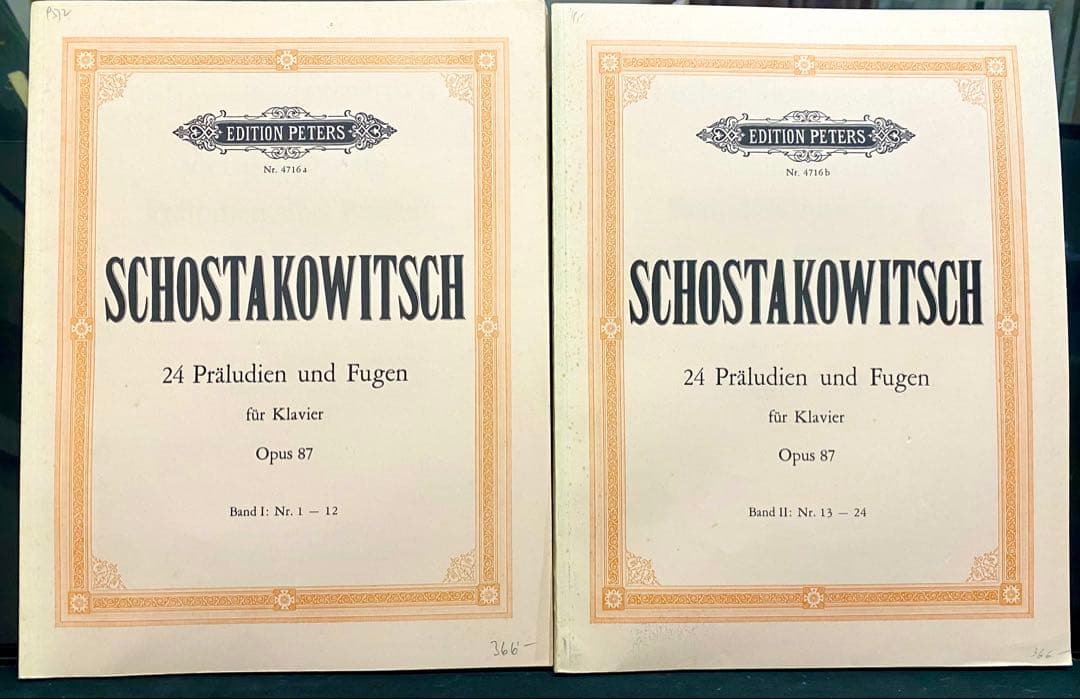 EDITION PETERS
Nr. 4716a
SCHOSTAKOWITSCH
24 Präludien und Fugen
für Klavier
Opus 87
Band I: Nr. 1 — 12
366 —
EDITION PETERS
Nr. 4716b
SCHOSTAKOWITSCH
24 Präludien und Fugen
für Klavier
Opus 87
Band II: Nr. 13 — 24
366 —